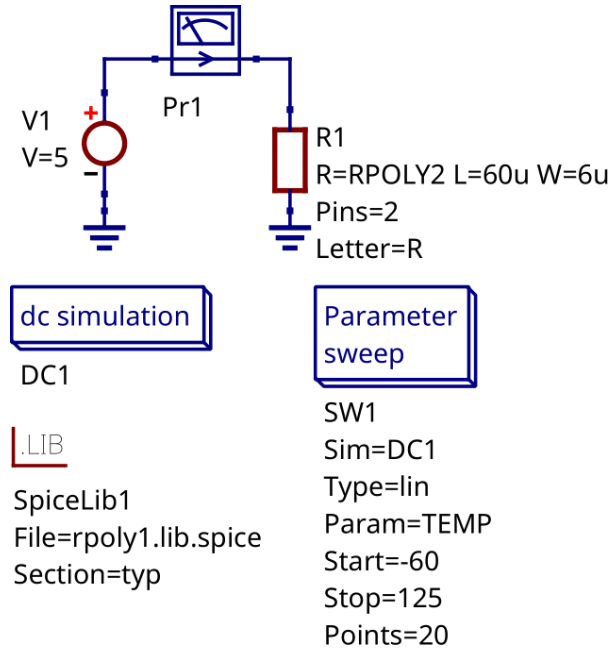 Pr1
V1
V=5
R1
R=RPOLY2 L=60u W=6u
Pins=2
Letter=R
dc simulation
DC1
Parameter
sweep
SW1
Sim=DC1
Type=lin
Param=TEMP
Start=-60
Stop=125
Points=20
.LIB
SpiceLib1
File=rpoly1.lib.spice
Section=typ